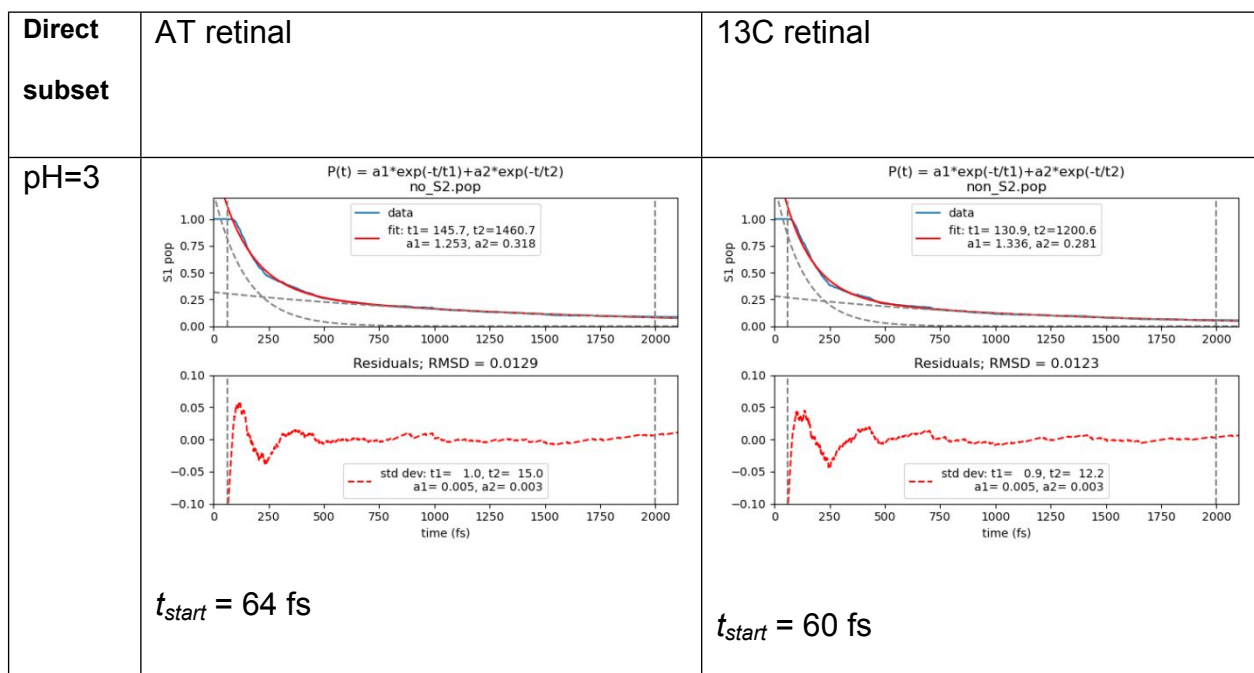 Direct
subset
AT retinal
13C retinal
pH=3
P(t) = a1*exp(-t/t1)+a2*exp(-t/t2)
no_S2.pop
data
fit: t1= 145.7, t2=1460.7
a1= 1.253, a2= 0.318
S1 pop
1.00
0.75
0.50
0.25
0.00
0 250 500 750 1000 1250 1500 1750 2000
Residuals; RMSD = 0.0129
0.10
0.05
0.00
−0.05
−0.10
std dev: t1= 1.0, t2= 15.0
a1= 0.005, a2= 0.003
0 250 500 750 1000 1250 1500 1750 2000
time (fs)
tstart = 64 fs
P(t) = a1*exp(-t/t1)+a2*exp(-t/t2)
non_S2.pop
data
fit: t1= 130.9, t2=1200.6
a1= 1.336, a2= 0.281
S1 pop
1.00
0.75
0.50
0.25
0.00
0 250 500 750 1000 1250 1500 1750 2000
Residuals; RMSD = 0.0123
0.10
0.05
0.00
−0.05
−0.10
std dev: t1= 0.9, t2= 12.2
a1= 0.005, a2= 0.003
0 250 500 750 1000 1250 1500 1750 2000
time (fs)
tstart = 60 fs